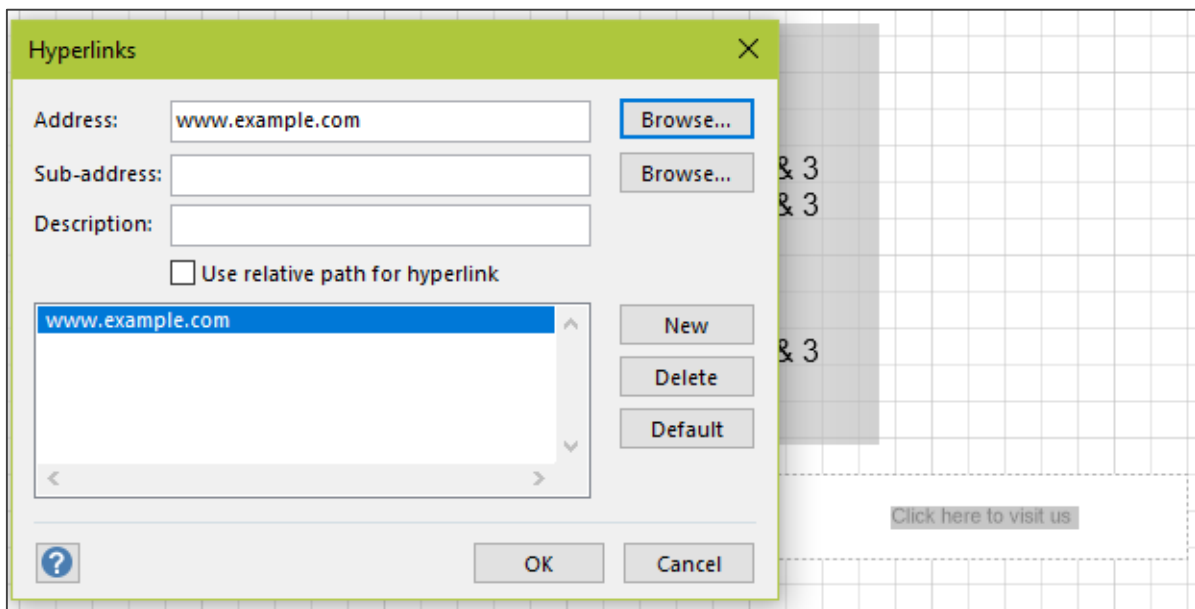 Hyperlinks
Address: www.example.com Browse...
Sub-address: Browse...
Description:
Use relative path for hyperlink
www.example.com
New
Delete
Default
& 3
& 3
& 3
Click here to visit us
? OK Cancel